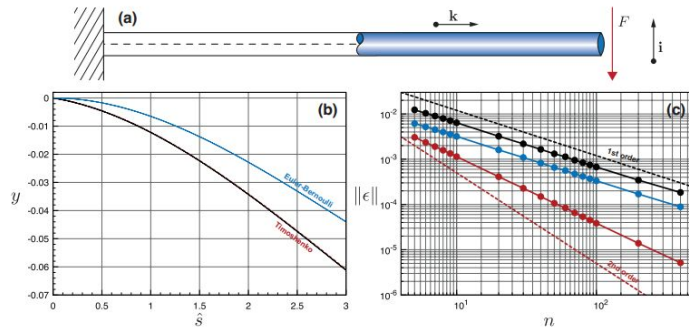 (a)
k
F
i
(b)
0
-0.01
-0.02
-0.03
-0.04
-0.05
-0.06
-0.07
y
Euler-Bernoulli
Timoshenko
0 0.5 1 1.5 2 2.5 3
ŝ
(c)
10⁻²
10⁻³
10⁻⁴
10⁻⁵
10⁻⁶
‖ϵ‖
1st order
2nd order
10¹ 10²
n